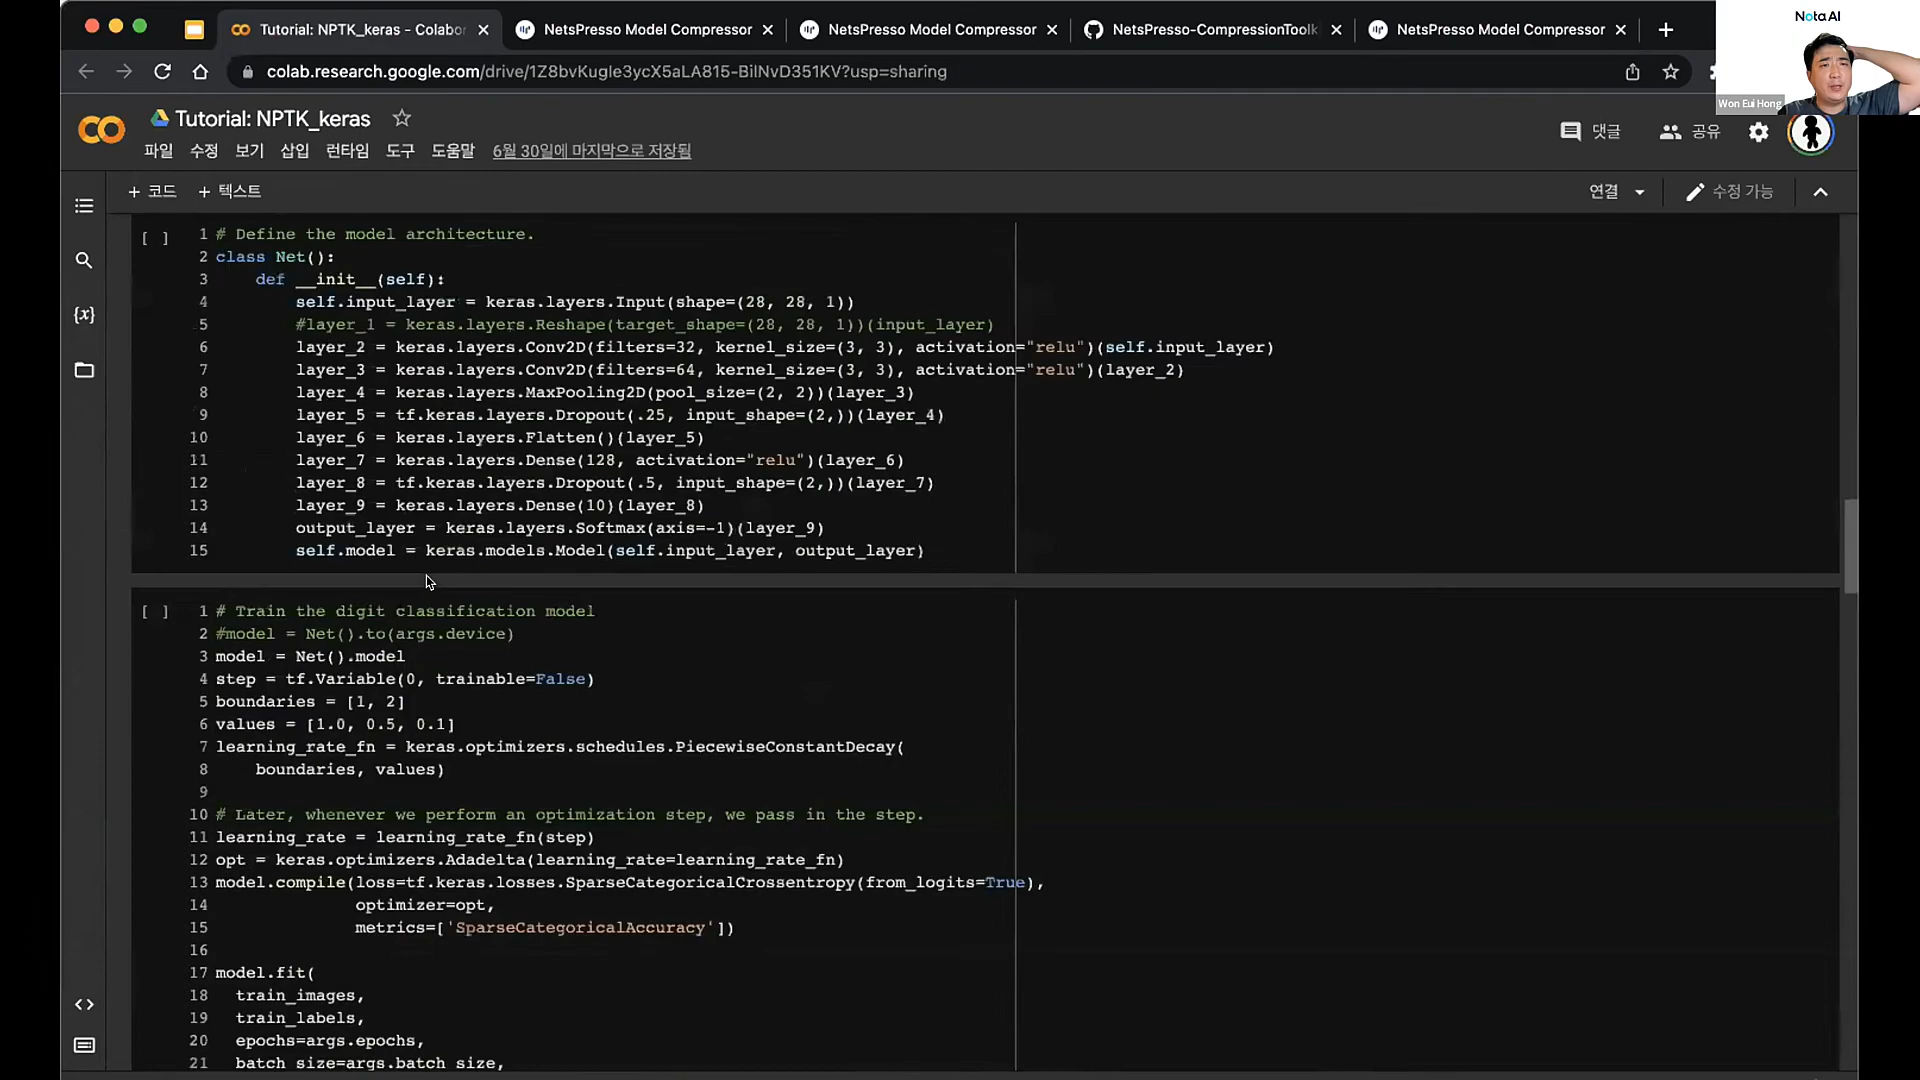 Tutorial: NPTK_keras - Colabor
NetsPresso Model Compressor
NetsPresso Model Compressor
NetsPresso-CompressionToolk
NetsPresso Model Compressor
Nota AI
colab.research.google.com/drive/1Z8bvKugle3ycX5aLA815-BilNvD351KV?usp=sharing
Won Eui Hong
Tutorial: NPTK_keras
댓글
공유
파일 수정 보기 삽입 런타임 도구 도움말 6월 30일에 마지막으로 저장됨
+ 코드 + 텍스트
연결
수정 가능
[ ]
1 # Define the model architecture.
2 class Net():
3     def __init__(self):
4         self.input_layer = keras.layers.Input(shape=(28, 28, 1))
5         #layer_1 = keras.layers.Reshape(target_shape=(28, 28, 1))(input_layer)
6         layer_2 = keras.layers.Conv2D(filters=32, kernel_size=(3, 3), activation="relu")(self.input_layer)
7         layer_3 = keras.layers.Conv2D(filters=64, kernel_size=(3, 3), activation="relu")(layer_2)
8         layer_4 = keras.layers.MaxPooling2D(pool_size=(2, 2))(layer_3)
9         layer_5 = tf.keras.layers.Dropout(.25, input_shape=(2,))(layer_4)
10         layer_6 = keras.layers.Flatten()(layer_5)
11         layer_7 = keras.layers.Dense(128, activation="relu")(layer_6)
12         layer_8 = tf.keras.layers.Dropout(.5, input_shape=(2,))(layer_7)
13         layer_9 = keras.layers.Dense(10)(layer_8)
14         output_layer = keras.layers.Softmax(axis=-1)(layer_9)
15         self.model = keras.models.Model(self.input_layer, output_layer)
[ ]
1 # Train the digit classification model
2 #model = Net().to(args.device)
3 model = Net().model
4 step = tf.Variable(0, trainable=False)
5 boundaries = [1, 2]
6 values = [1.0, 0.5, 0.1]
7 learning_rate_fn = keras.optimizers.schedules.PiecewiseConstantDecay(
8     boundaries, values)
9
10 # Later, whenever we perform an optimization step, we pass in the step.
11 learning_rate = learning_rate_fn(step)
12 opt = keras.optimizers.Adadelta(learning_rate=learning_rate_fn)
13 model.compile(loss=tf.keras.losses.SparseCategoricalCrossentropy(from_logits=True),
14               optimizer=opt,
15               metrics=['SparseCategoricalAccuracy'])
16
17 model.fit(
18   train_images,
19   train_labels,
20   epochs=args.epochs,
21   batch_size=args.batch_size,